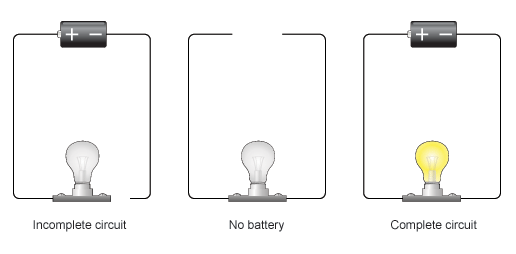 + −
+ −
Incomplete circuit
No battery
Complete circuit